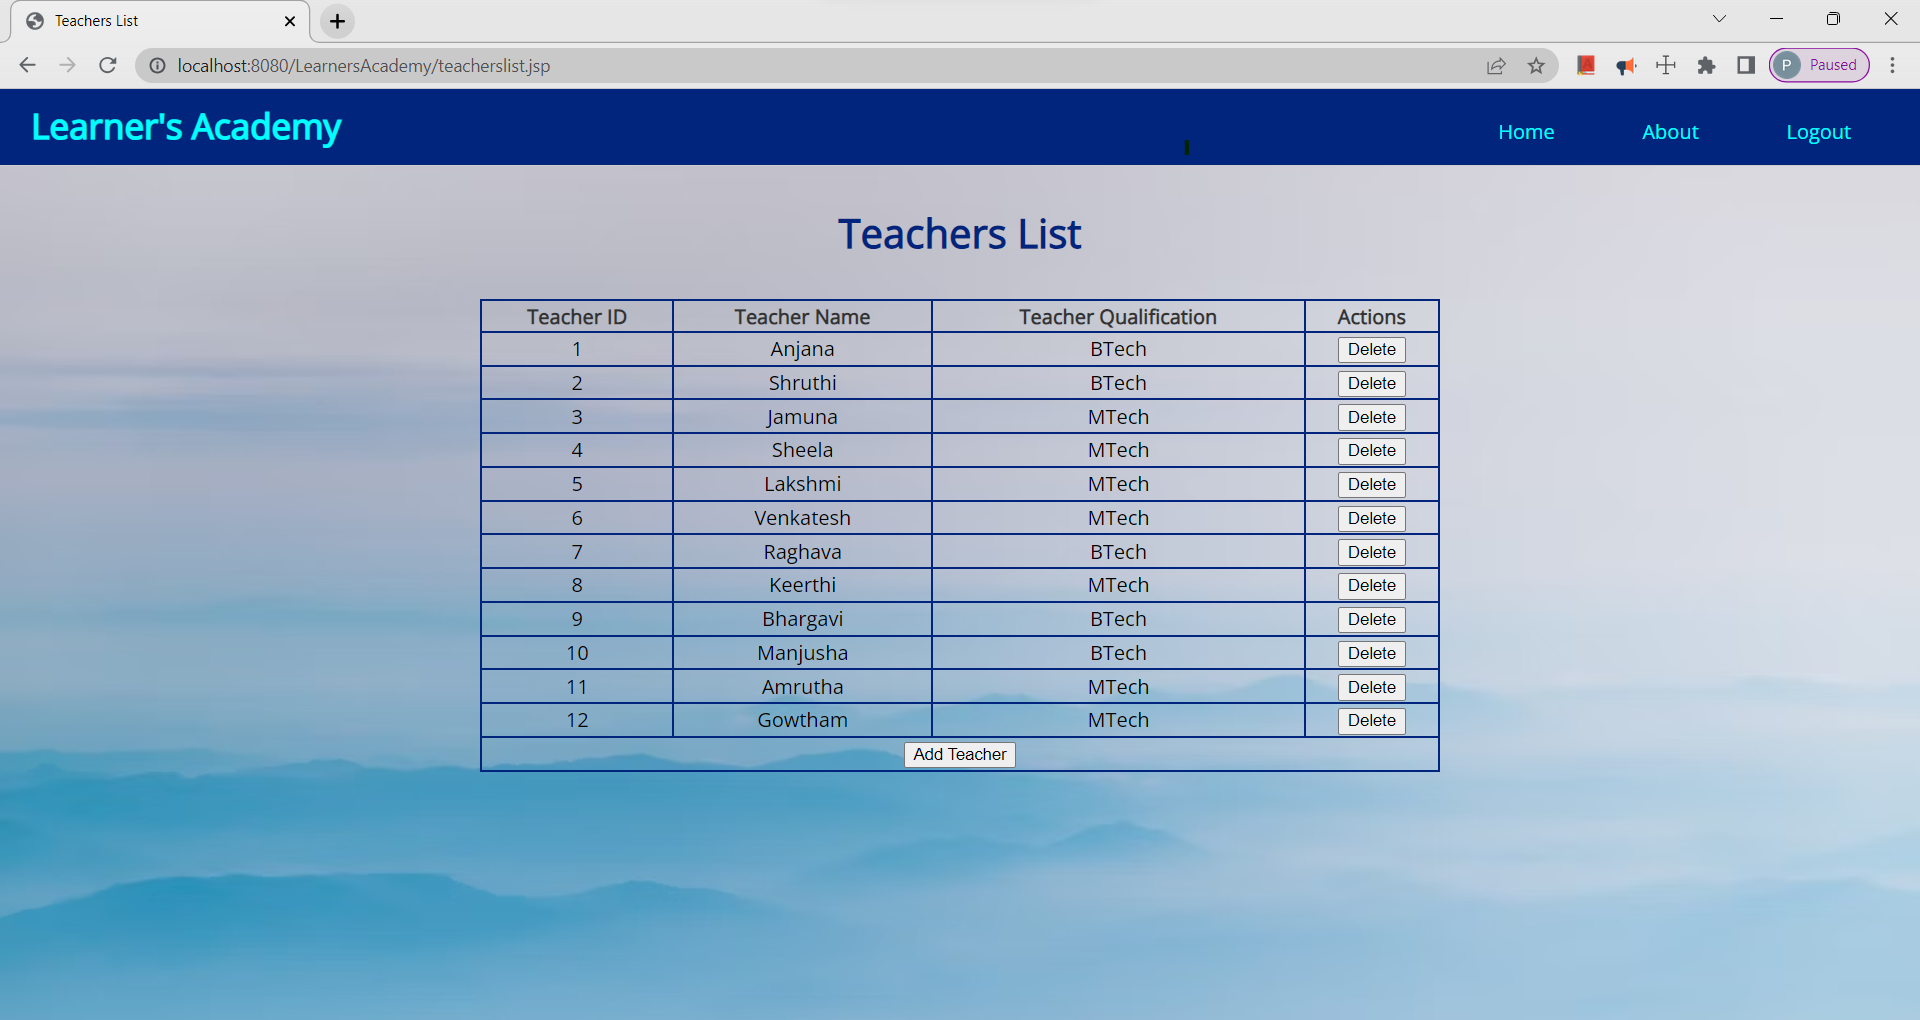 Teachers List
localhost:8080/LearnersAcademy/teacherslist.jsp
P Paused
Learner's Academy Home About Logout
Teachers List
Teacher ID Teacher Name Teacher Qualification Actions
1 Anjana BTech Delete
2 Shruthi BTech Delete
3 Jamuna MTech Delete
4 Sheela MTech Delete
5 Lakshmi MTech Delete
6 Venkatesh MTech Delete
7 Raghava BTech Delete
8 Keerthi MTech Delete
9 Bhargavi BTech Delete
10 Manjusha BTech Delete
11 Amrutha MTech Delete
12 Gowtham MTech Delete
Add Teacher